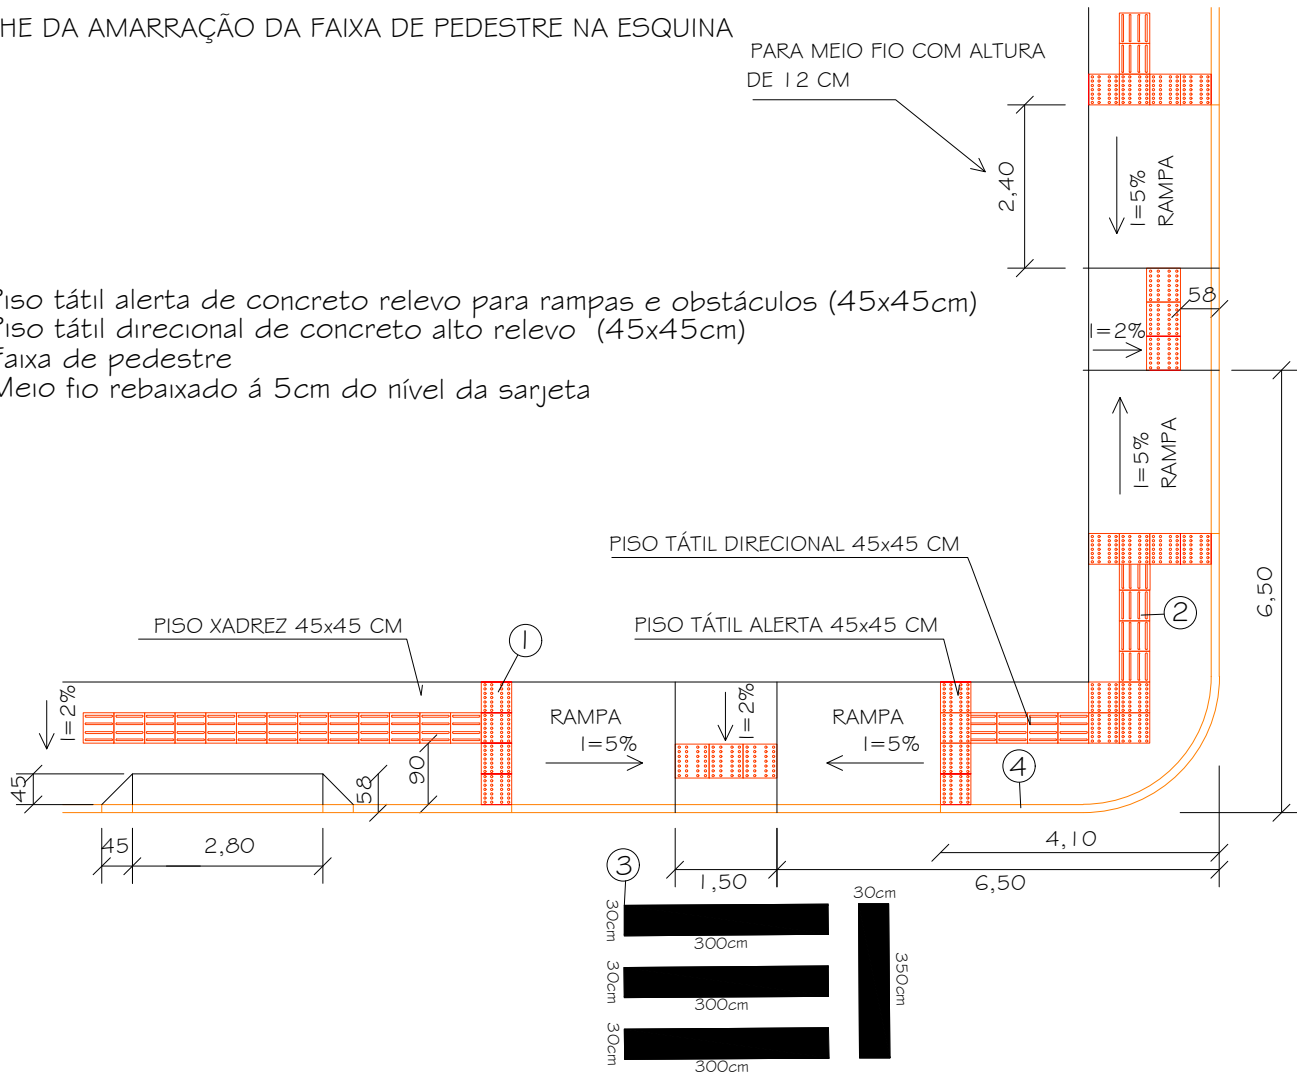 HE DA AMARRAÇÃO DA FAIXA DE PEDESTRE NA ESQUINA
PARA MEIO FIO COM ALTURA
DE 12 CM
2,40
I=5%
RAMPA
Piso tátil alerta de concreto relevo para rampas e obstáculos (45x45cm)
Piso tátil direcional de concreto alto relevo (45x45cm)
Faixa de pedestre
Meio fio rebaixado á 5cm do nível da sarjeta
58
I=2%
I=5%
RAMPA
6,50
PISO TÁTIL DIRECIONAL 45x45 CM
PISO XADREZ 45x45 CM
1
PISO TÁTIL ALERTA 45x45 CM
2
I=2%
RAMPA
I=5%
I=2%
RAMPA
I=5%
4
45
58
90
45
2,80
4,10
1,50
6,50
3
30cm
300cm
30cm
300cm
30cm
300cm
30cm
350cm